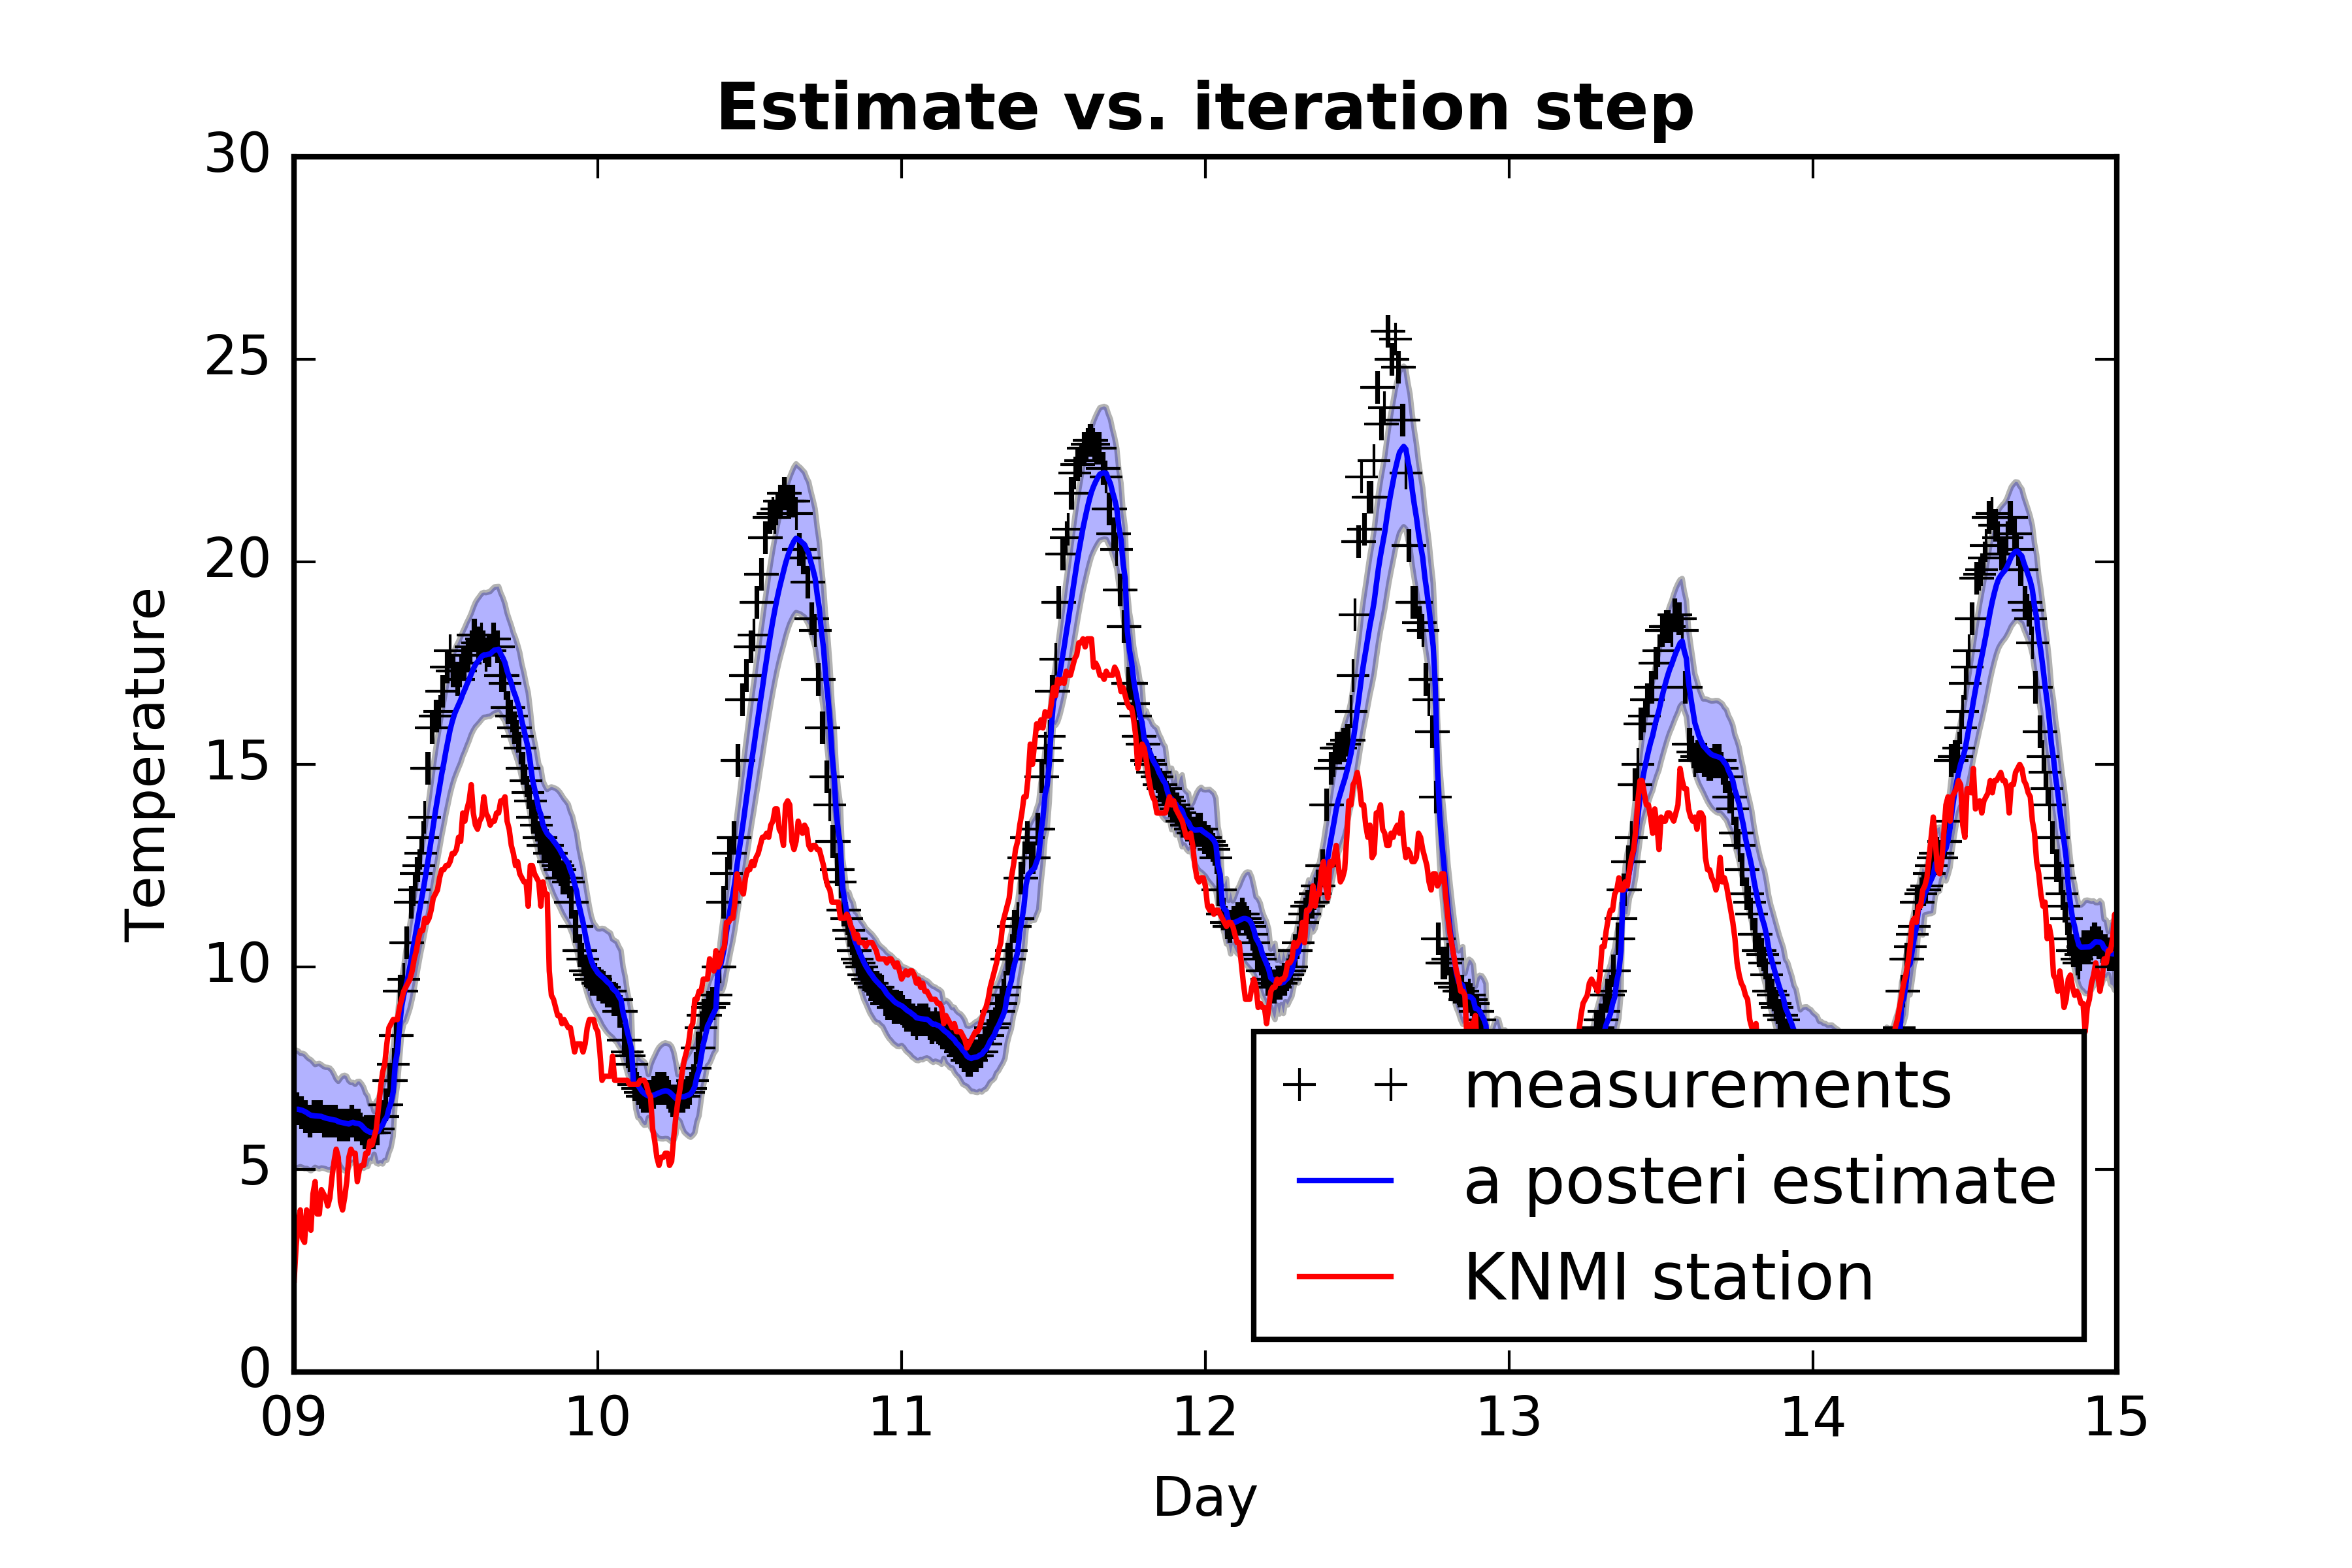 Estimate vs. iteration step
30
25
20
15
10
5
0
Temperature
09 10 11 12 13 14 15
Day
measurements
a posteri estimate
KNMI station